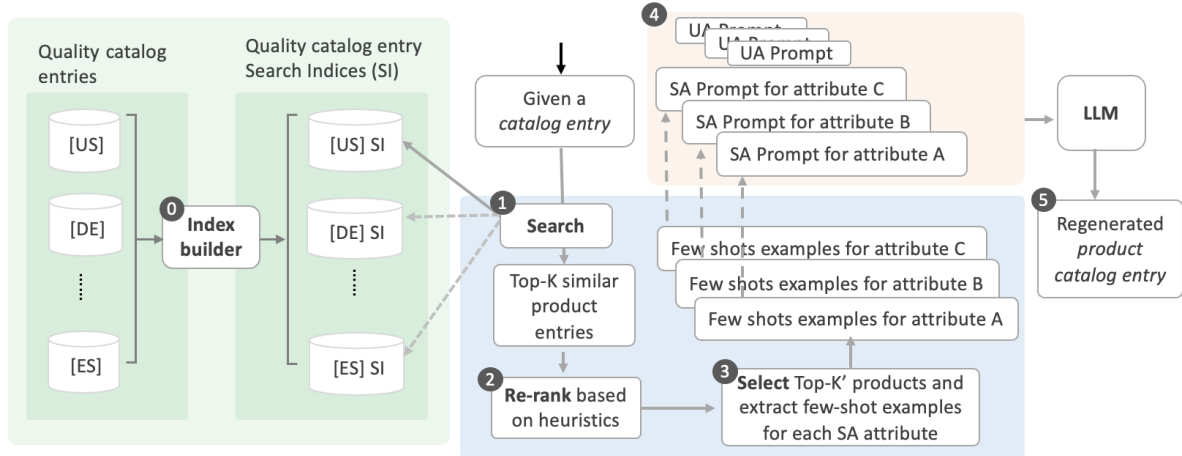 Quality catalog
entries
[US]
[DE]
[ES]
0
Index
builder
Quality catalog entry
Search Indices (SI)
[US] SI
[DE] SI
[ES] SI
Given a
catalog entry
1
Search
Top-K similar
product
entries
2
Re-rank based
on heuristics
3
Select Top-K’ products and
extract few-shot examples
for each SA attribute
Few shots examples for attribute C
Few shots examples for attribute B
Few shots examples for attribute A
4
UA Prompt
UA Prompt
UA Prompt
SA Prompt for attribute C
SA Prompt for attribute B
SA Prompt for attribute A
LLM
5
Regenerated
product
catalog entry